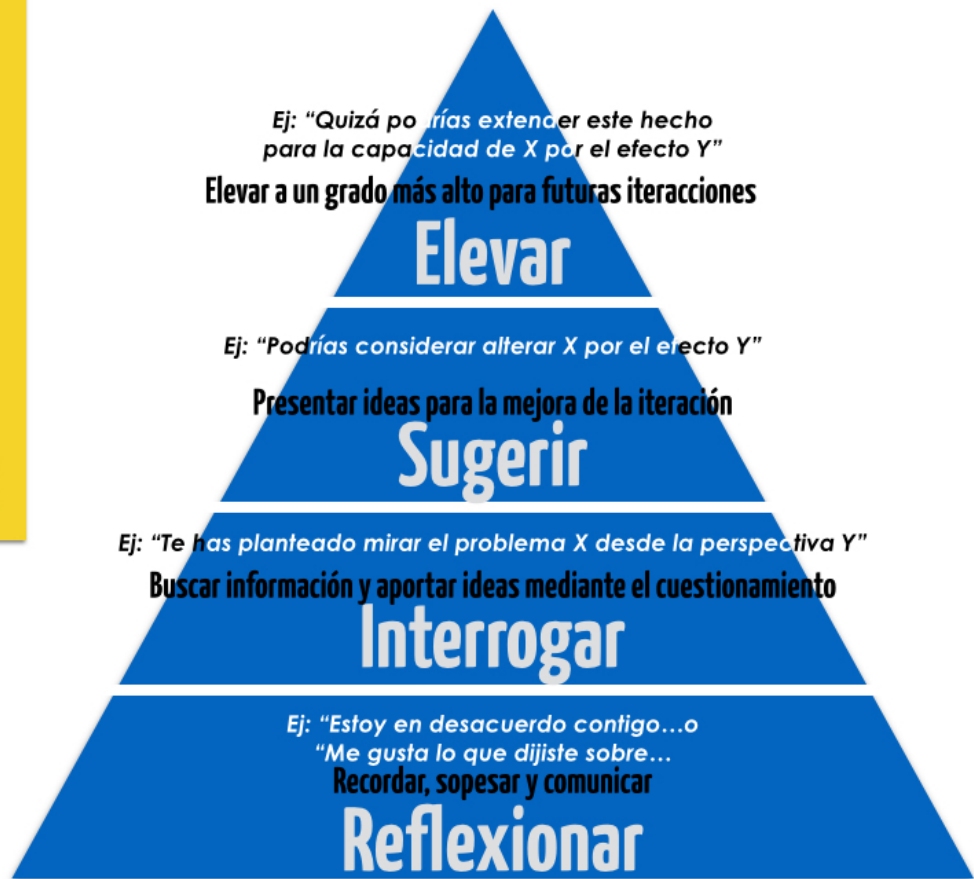 Ej: “Quizá podrías extender este hecho
para la capacidad de X por el efecto Y”
Elevar a un grado más alto para futuras iteracciones
Elevar
Ej: “Podrías considerar alterar X por el efecto Y”
Presentar ideas para la mejora de la iteración
Sugerir
Ej: “Te has planteado mirar el problema X desde la perspectiva Y”
Buscar información y aportar ideas mediante el cuestionamiento
Interrogar
Ej: “Estoy en desacuerdo contigo…o
“Me gusta lo que dijiste sobre…
Recordar, sopesar y comunicar
Reflexionar